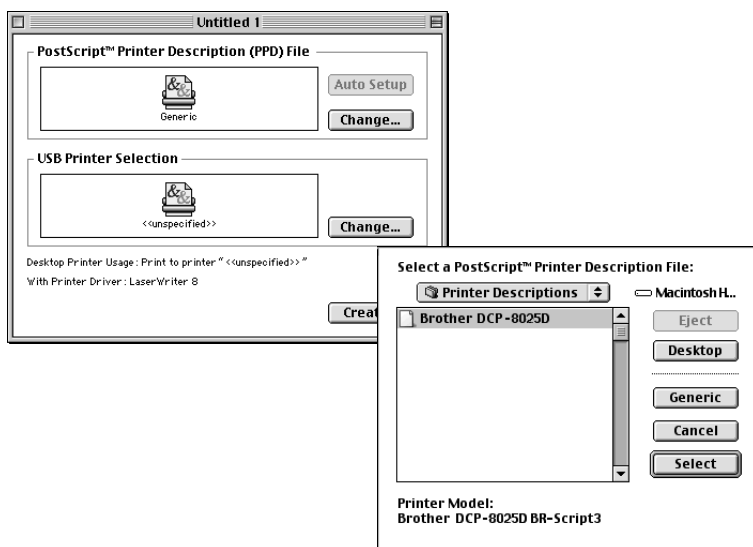 Untitled 1
PostScript™ Printer Description (PPD) File
Generic
Auto Setup
Change...
USB Printer Selection
<<unspecified>>
Change...
Desktop Printer Usage: Print to printer "<<unspecified>>"
With Printer Driver: LaserWriter 8
Creat
Select a PostScript™ Printer Description File:
Printer Descriptions
Macintosh H...
Brother DCP-8025D
Eject
Desktop
Generic
Cancel
Select
Printer Model:
Brother DCP-8025D BR-Script3